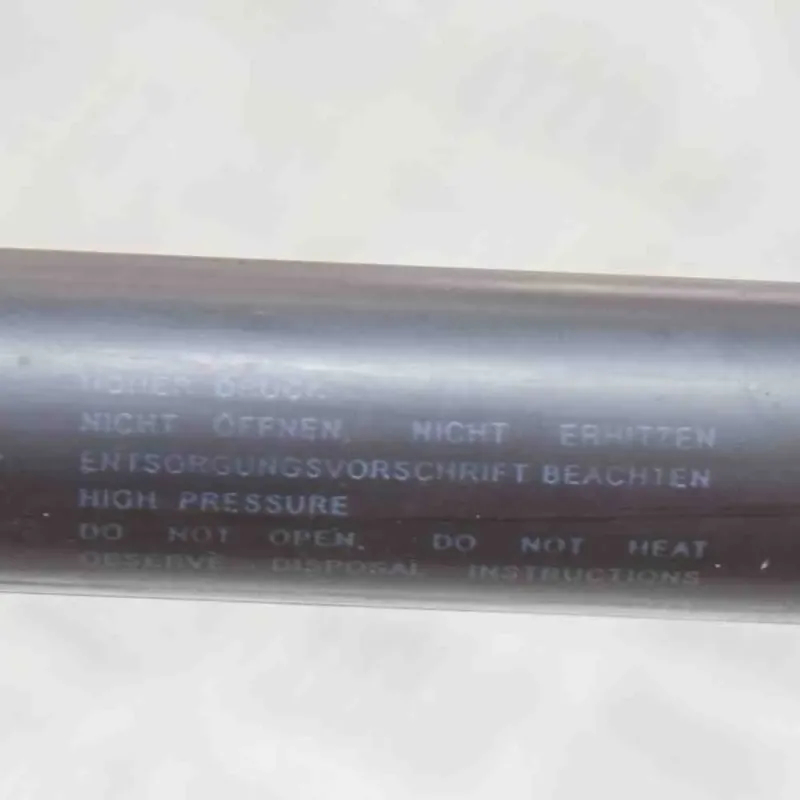 HOHER DRUCK
NICHT ÖFFNEN, NICHT ERHITZEN
ENTSORGUNGSVORSCHRIFT BEACHTEN
HIGH PRESSURE
DO NOT OPEN, DO NOT HEAT
OBSERVE DISPOSAL INSTRUCTIONS